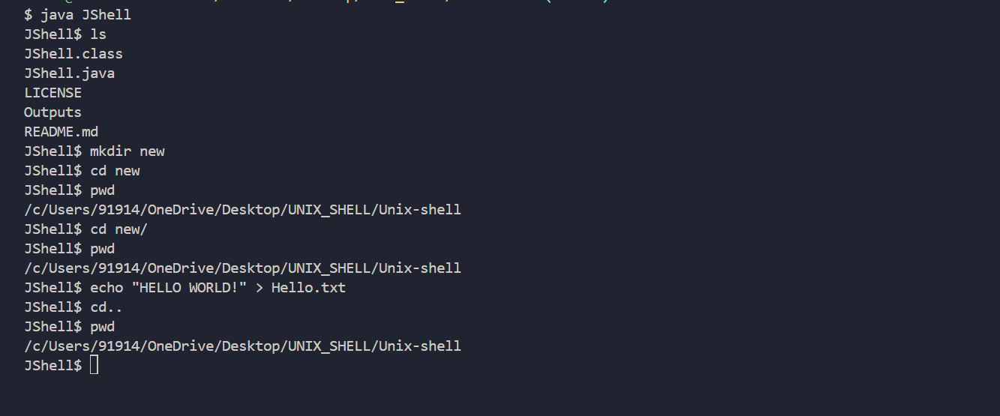 $ java JShell
JShell$ ls
JShell.class
JShell.java
LICENSE
Outputs
README.md
JShell$ mkdir new
JShell$ cd new
JShell$ pwd
/c/Users/91914/OneDrive/Desktop/UNIX_SHELL/Unix-shell
JShell$ cd new/
JShell$ pwd
/c/Users/91914/OneDrive/Desktop/UNIX_SHELL/Unix-shell
JShell$ echo "HELLO WORLD!" > Hello.txt
JShell$ cd..
JShell$ pwd
/c/Users/91914/OneDrive/Desktop/UNIX_SHELL/Unix-shell
JShell$